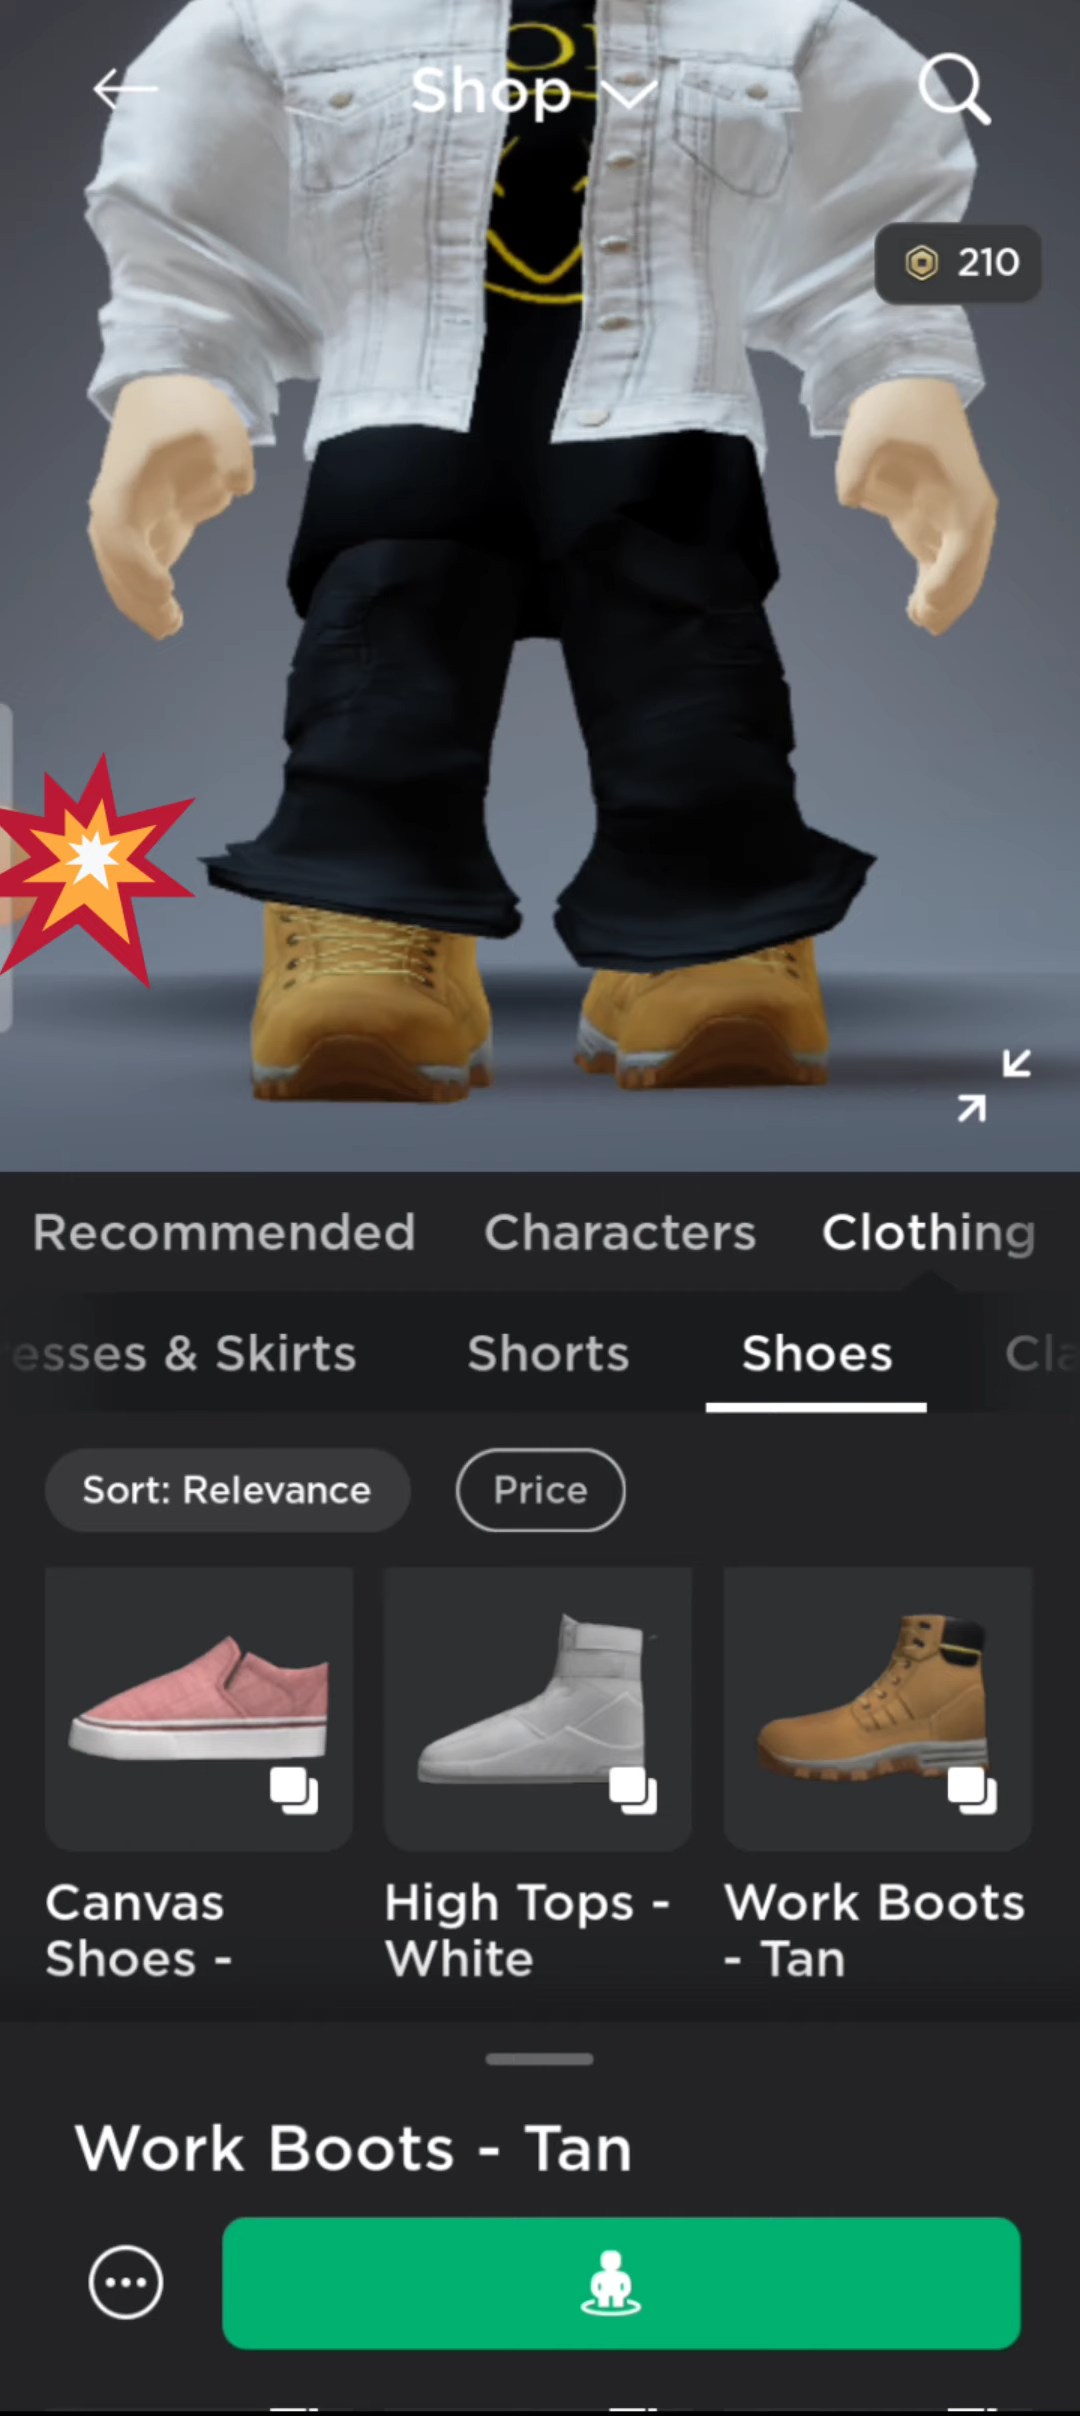 Shop
210
Recommended Characters Clothing
esses & Skirts Shorts Shoes Cla
Sort: Relevance Price
Canvas
Shoes -
High Tops -
White
Work Boots
- Tan
Work Boots - Tan